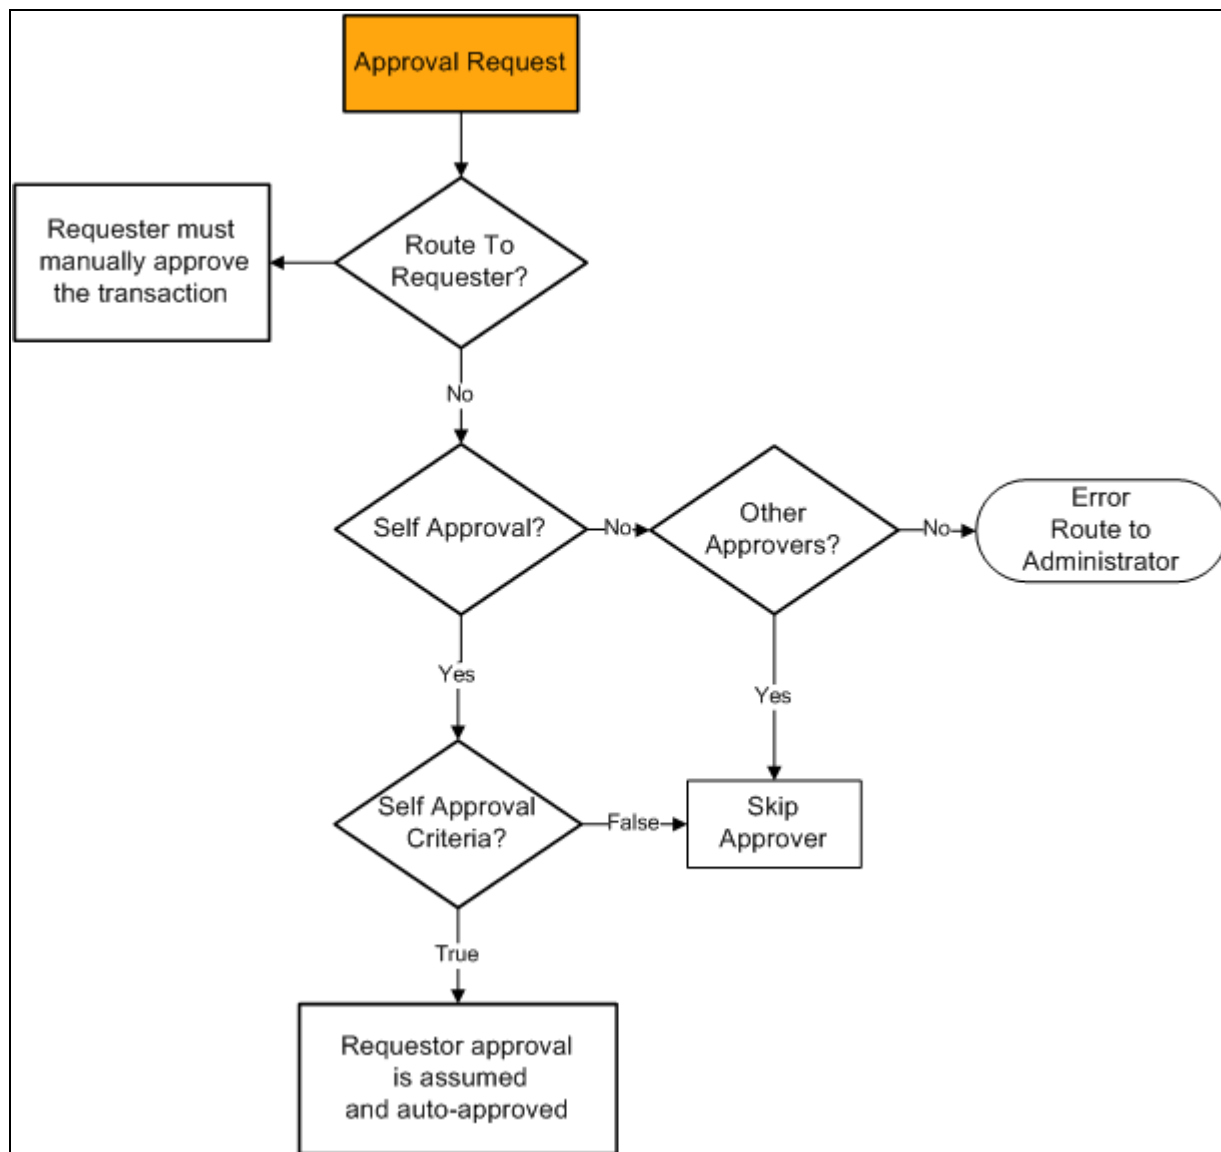 Approval Request
Route To
Requester?
Requester must
manually approve
the transaction
No
Self Approval?
No
Other
Approvers?
No
Error
Route to
Administrator
Yes
Yes
Self Approval
Criteria?
False
Skip
Approver
True
Requestor approval
is assumed
and auto-approved